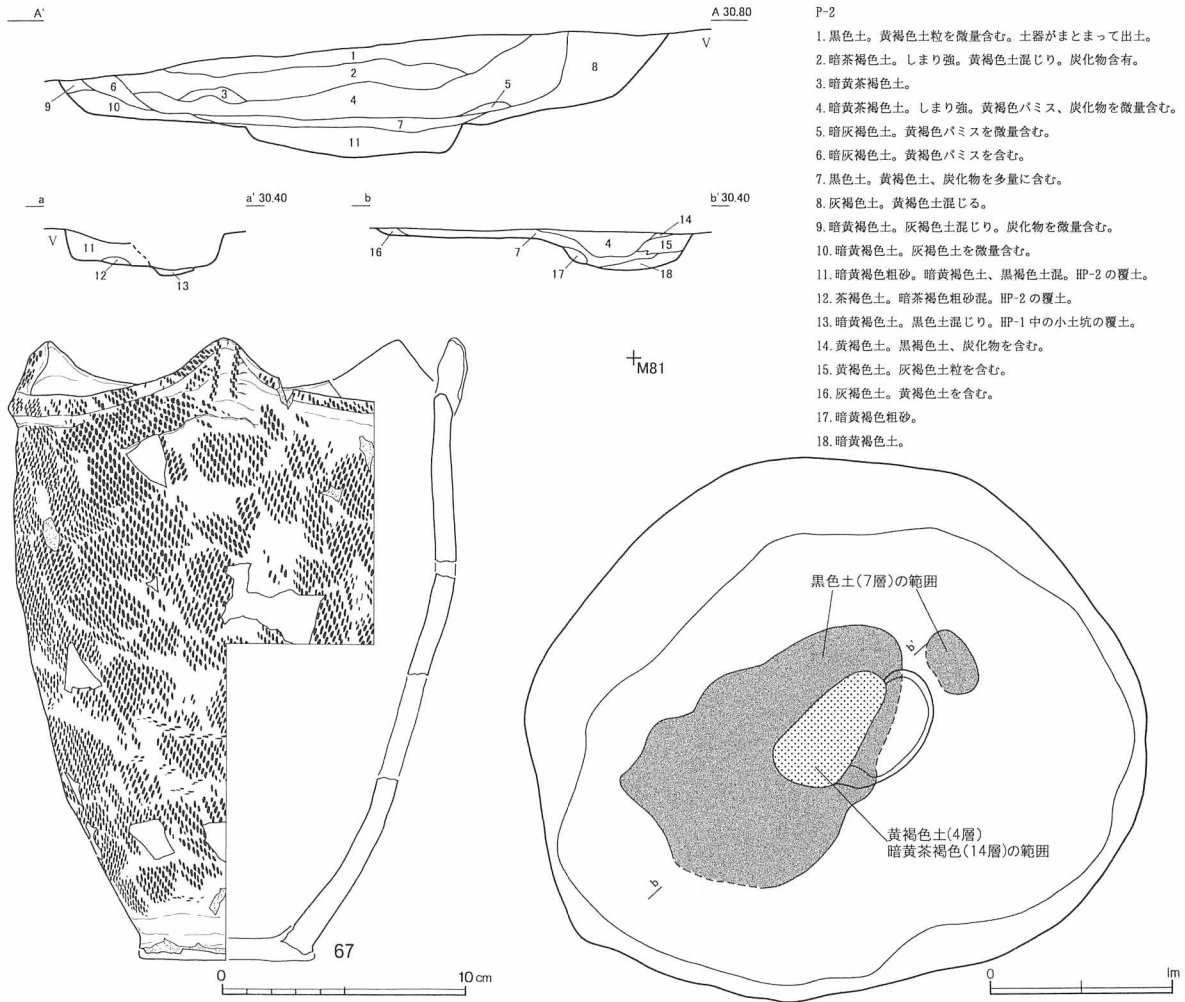 A'
A 30.80
V
1
2
3
4
5
6
7
8
9
10
11
a
a' 30.40
V
11
12
13
b
b' 30.40
14
4
7
15
16
17
18
P-2
1.黒色土。黄褐色土粒を微量含む。土器がまとまって出土。
2.暗茶褐色土。しまり強。黄褐色土混じり。炭化物含有。
3.暗黄茶褐色土。
4.暗黄茶褐色土。しまり強。黄褐色パミス、炭化物を微量含む。
5.暗灰褐色土。黄褐色パミスを微量含む。
6.暗灰褐色土。黄褐色パミスを含む。
7.黒色土。黄褐色土、炭化物を多量に含む。
8.灰褐色土。黄褐色土混じる。
9.暗黄褐色土。灰褐色土混じり。炭化物を微量含む。
10.暗黄褐色土。灰褐色土を微量含む。
11.暗黄褐色粗砂。暗黄褐色土、黒褐色土混。HP-2の覆土。
12.茶褐色土。暗茶褐色粗砂混。HP-2の覆土。
13.暗黄褐色土。黒色土混じり。HP-1中の小土坑の覆土。
14.黄褐色土。黒褐色土、炭化物を含む。
15.黄褐色土。灰褐色土粒を含む。
16.灰褐色土。黄褐色土を含む。
17.暗黄褐色粗砂。
18.暗黄褐色土。
M81
黒色土(7層)の範囲
b'
黄褐色土(4層)
暗黄茶褐色(14層)の範囲
b
67
0 10cm
0 1m